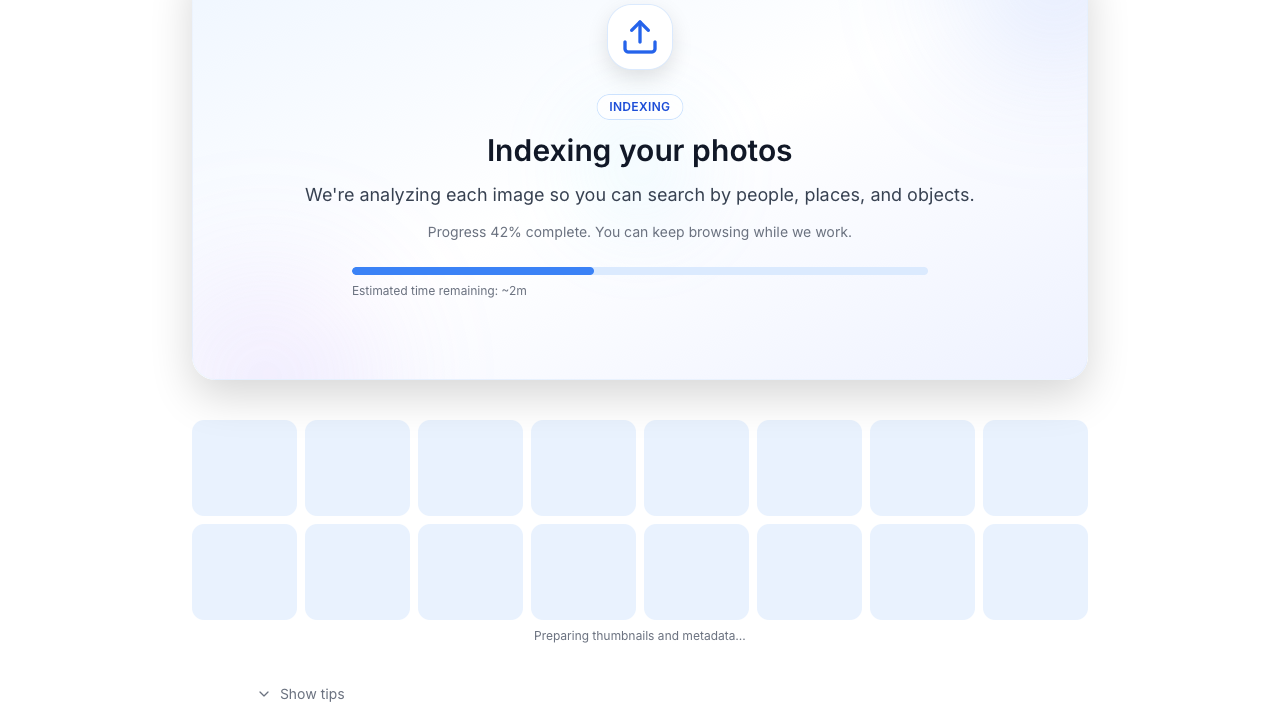 INDEXING
Indexing your photos
We're analyzing each image so you can search by people, places, and objects.
Progress 42% complete. You can keep browsing while we work.
Estimated time remaining: ~2m
Preparing thumbnails and metadata...
Show tips